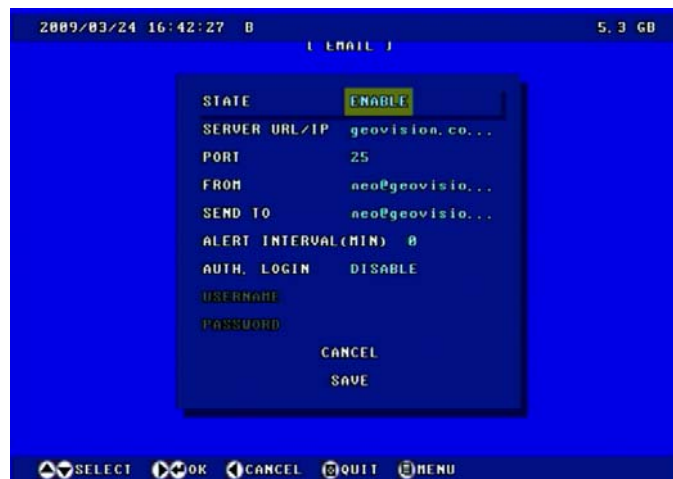 2009/03/24 16:42:27 B 5.3 GB
[ EMAIL ]
STATE ENABLE
SERVER URL/IP geovision.co...
PORT 25
FROM neo@geovisio...
SEND TO neo@geovisio...
ALERT INTERVAL(MIN) 0
AUTH. LOGIN DISABLE
USERNAME
PASSWORD
CANCEL
SAVE
SELECT OK CANCEL QUIT MENU